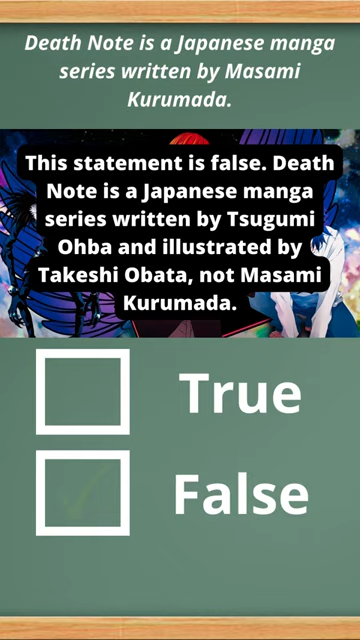 Death Note is a Japanese manga
series written by Masami
Kurumada.
This statement is false. Death
Note is a Japanese manga
series written by Tsugumi
Ohba and illustrated by
Takeshi Obata, not Masami
Kurumada.
True
False